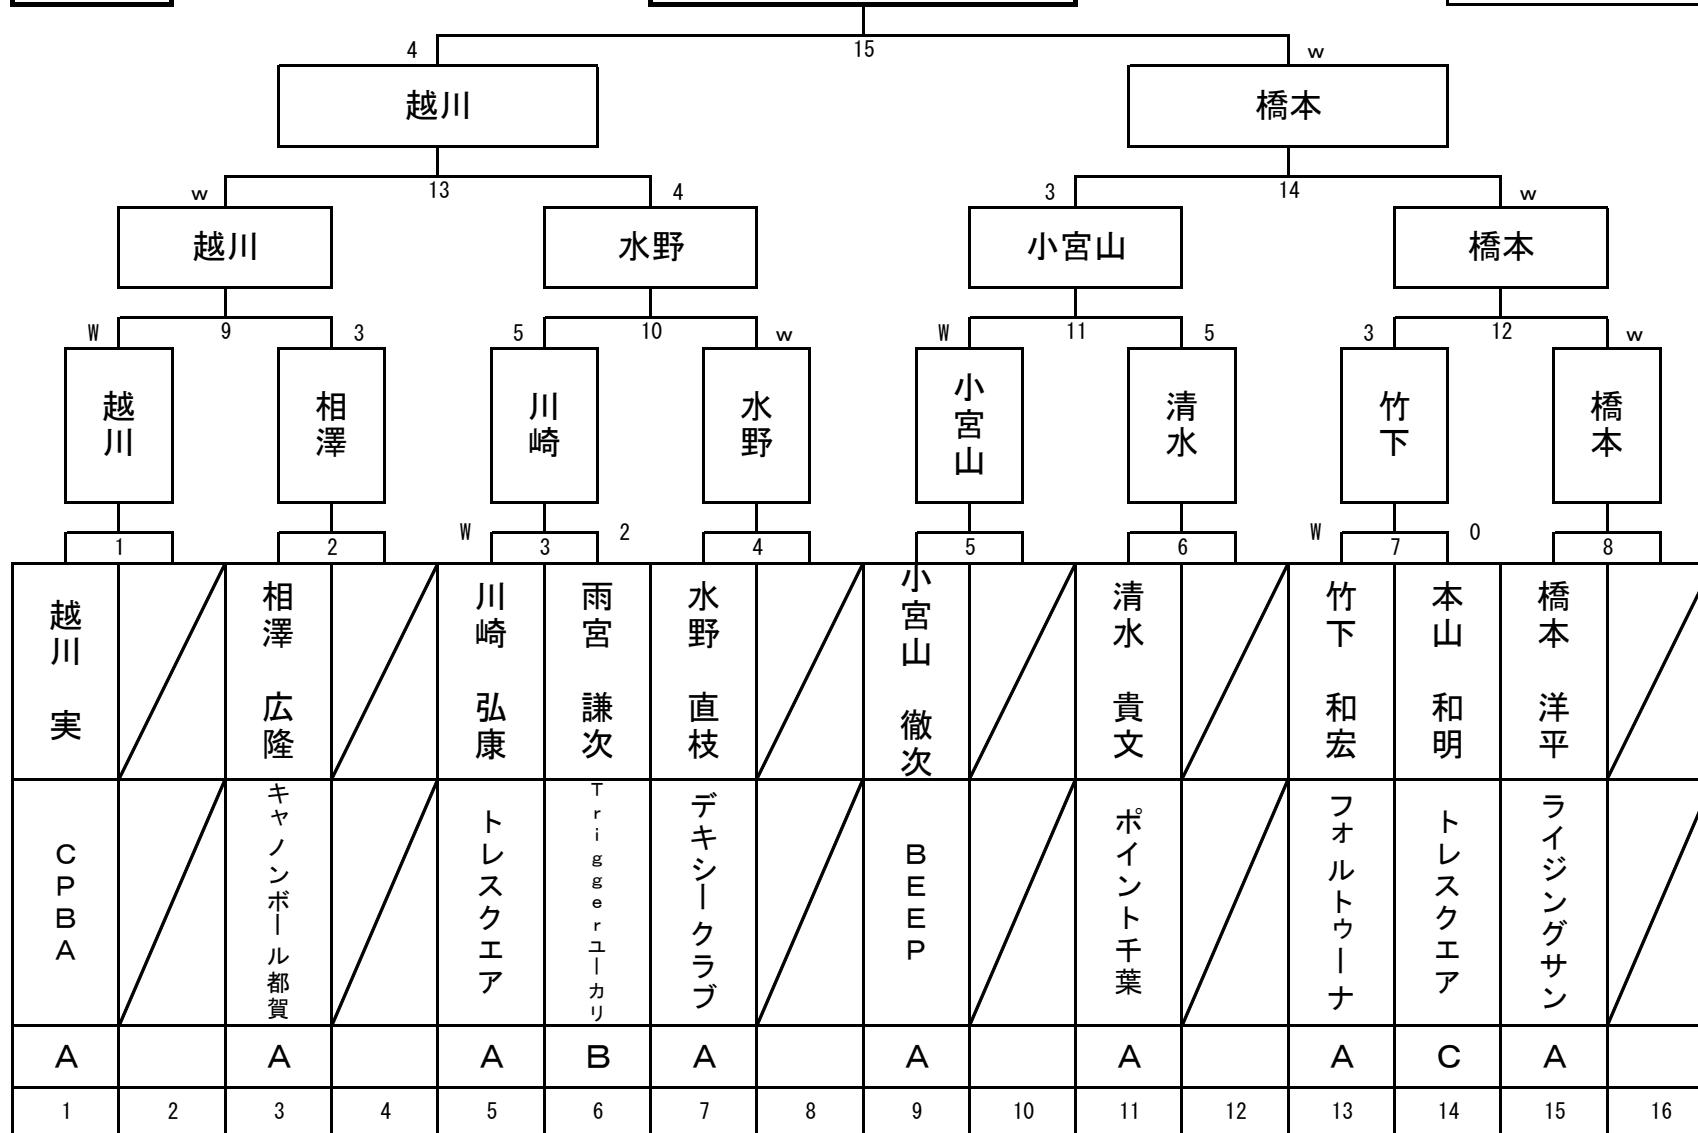 4 15 w
越川 橋本
w 13 4 3 14 w
越川 水野 小宮山 橋本
W 9 3 5 10 w W 11 5 3 12 w
越川 相澤 川崎 水野 小宮山 清水 竹下 橋本
W 2 W 0
1 2 3 4 5 6 7 8
越川 実
相澤 広隆
川崎 弘康
雨宮 謙次
水野 直枝
小宮山 徹次
清水 貴文
竹下 和宏
本山 和明
橋本 洋平
CPBA
キャノンボール都賀
トレスクエア
Triggerユーカリ
デキシークラブ
BEEP
ポイント千葉
フォルトゥーナ
トレスクエア
ライジングサン
A A A B A A A A C A
1 2 3 4 5 6 7 8 9 10 11 12 13 14 15 16